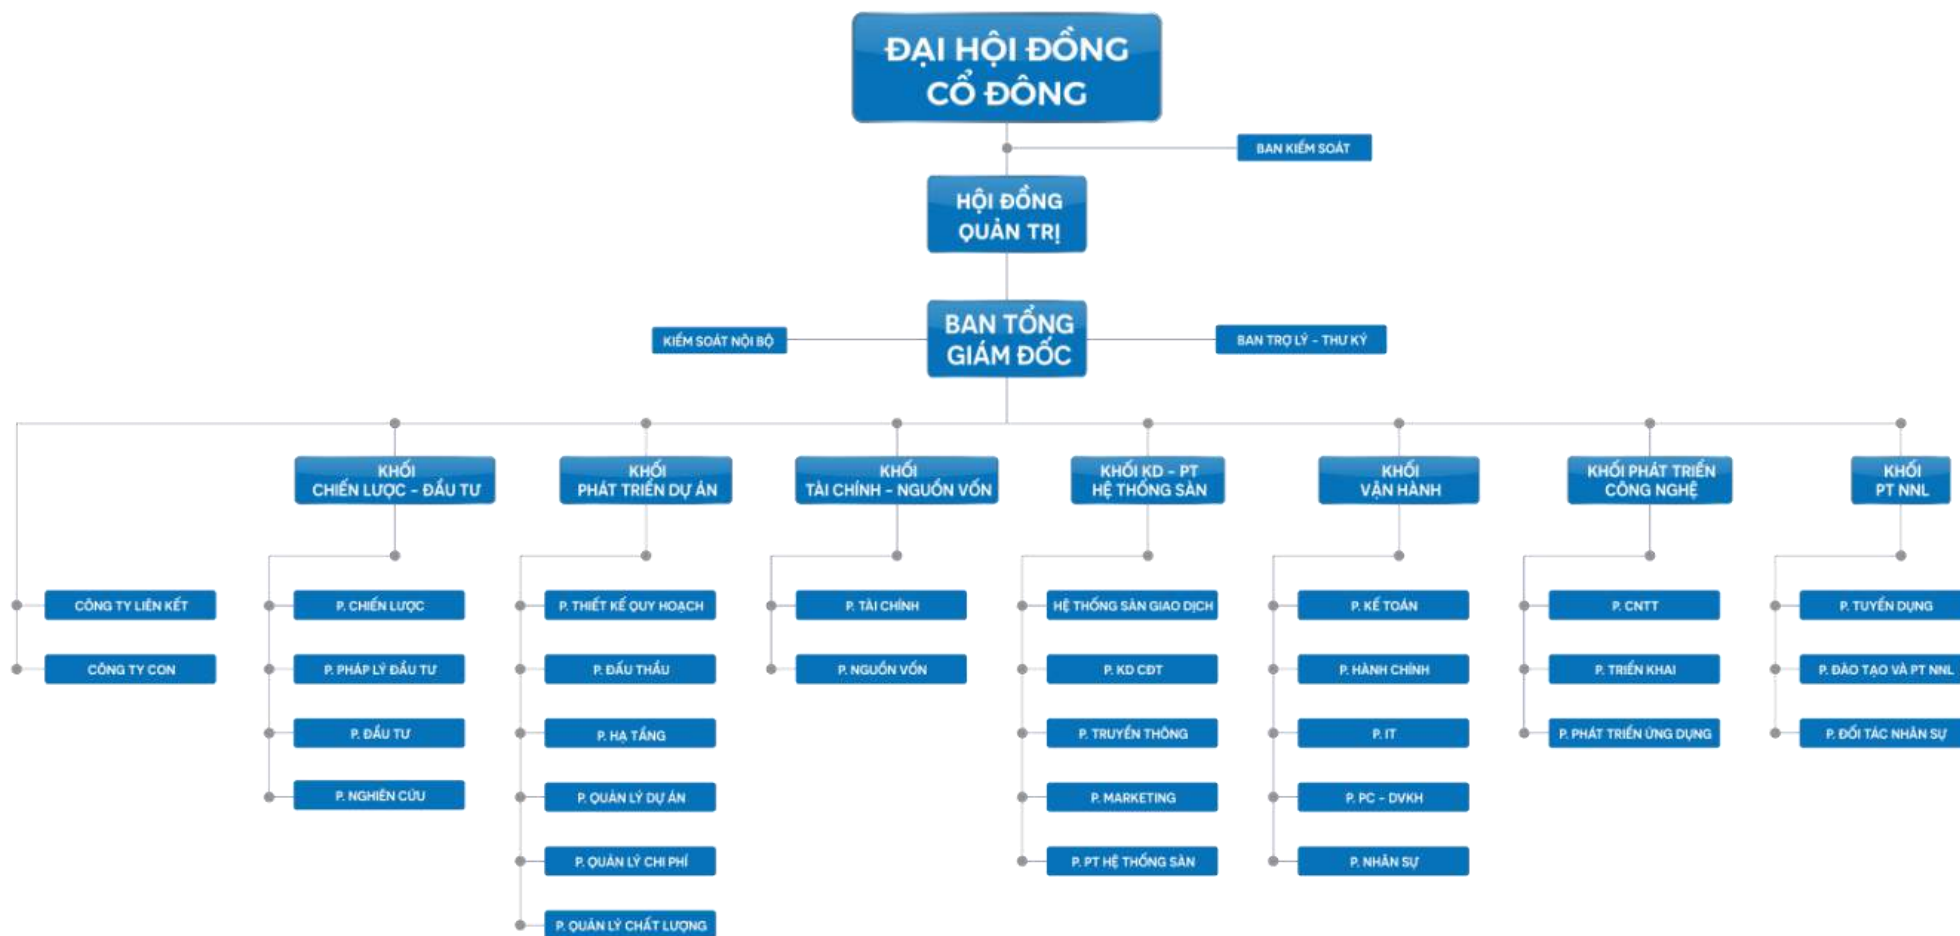 ĐẠI HỘI ĐỒNG
CỔ ĐÔNG
BAN KIỂM SOÁT
HỘI ĐỒNG
QUẢN TRỊ
BAN TỔNG
GIÁM ĐỐC
KIỂM SOÁT NỘI BỘ
BAN TRỢ LÝ - THƯ KÝ
KHỐI
CHIẾN LƯỢC - ĐẦU TƯ
KHỐI
PHÁT TRIỂN DỰ ÁN
KHỐI
TÀI CHÍNH - NGUỒN VỐN
KHỐI KD - PT
HỆ THỐNG SÀN
KHỐI
VẬN HÀNH
KHỐI PHÁT TRIỂN
CÔNG NGHỆ
KHỐI
PT NNL
CÔNG TY LIÊN KẾT
CÔNG TY CON
P. CHIẾN LƯỢC
P. PHÁP LÝ ĐẦU TƯ
P. ĐẦU TƯ
P. NGHIÊN CỨU
P. THIẾT KẾ QUY HOẠCH
P. ĐẤU THẦU
P. HẠ TẦNG
P. QUẢN LÝ DỰ ÁN
P. QUẢN LÝ CHI PHÍ
P. QUẢN LÝ CHẤT LƯỢNG
P. TÀI CHÍNH
P. NGUỒN VỐN
HỆ THỐNG SÀN GIAO DỊCH
P. KD CĐT
P. TRUYỀN THÔNG
P. MARKETING
P. PT HỆ THỐNG SÀN
P. KẾ TOÁN
P. HÀNH CHÍNH
P. IT
P. PC - DVKH
P. NHÂN SỰ
P. CNTT
P. TRIỂN KHAI
P. PHÁT TRIỂN ỨNG DỤNG
P. TUYỂN DỤNG
P. ĐÀO TẠO VÀ PT NNL
P. ĐỐI TÁC NHÂN SỰ